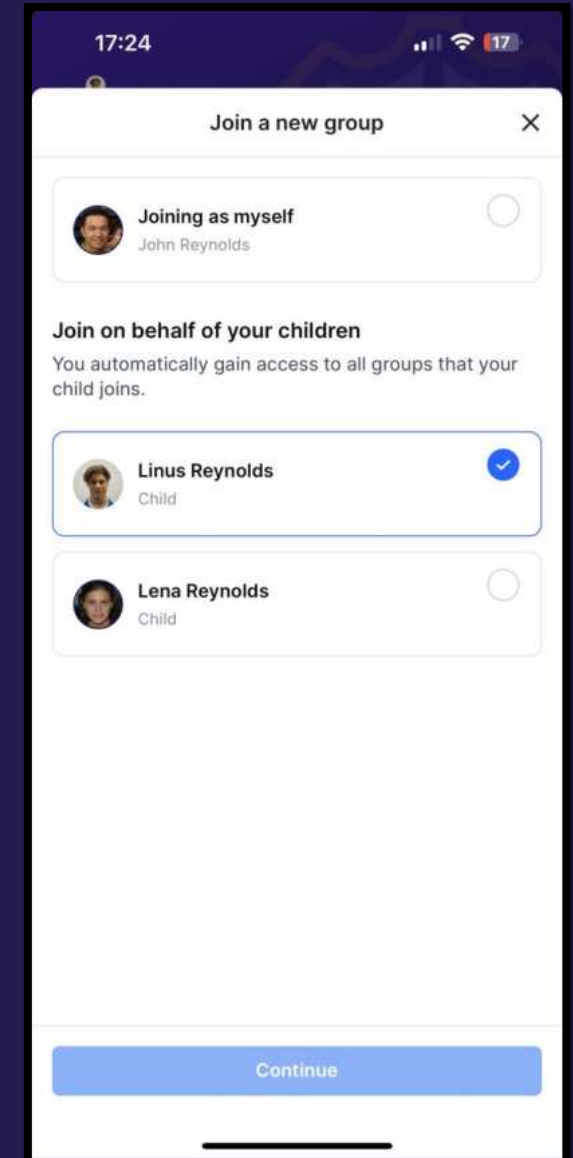 17:24
17
Join a new group
Joining as myself
John Reynolds
Join on behalf of your children
You automatically gain access to all groups that your
child joins.
Linus Reynolds
Child
Lena Reynolds
Child
Continue